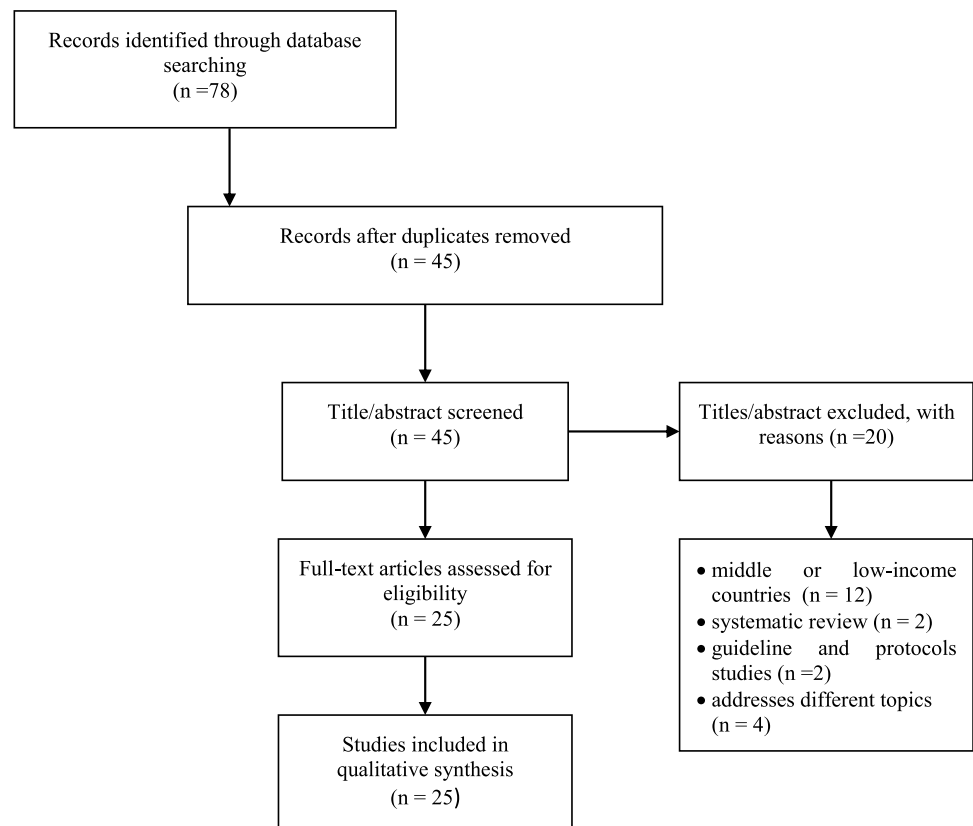 Records identified through database
searching
(n =78)
Records after duplicates removed
(n = 45)
Title/abstract screened
(n = 45)
Titles/abstract excluded, with
reasons (n =20)
Full-text articles assessed for
eligibility
(n = 25)
• middle or low-income
countries (n = 12)
• systematic review (n = 2)
• guideline and protocols
studies (n =2)
• addresses different topics
(n = 4)
Studies included in
qualitative synthesis
(n = 25)